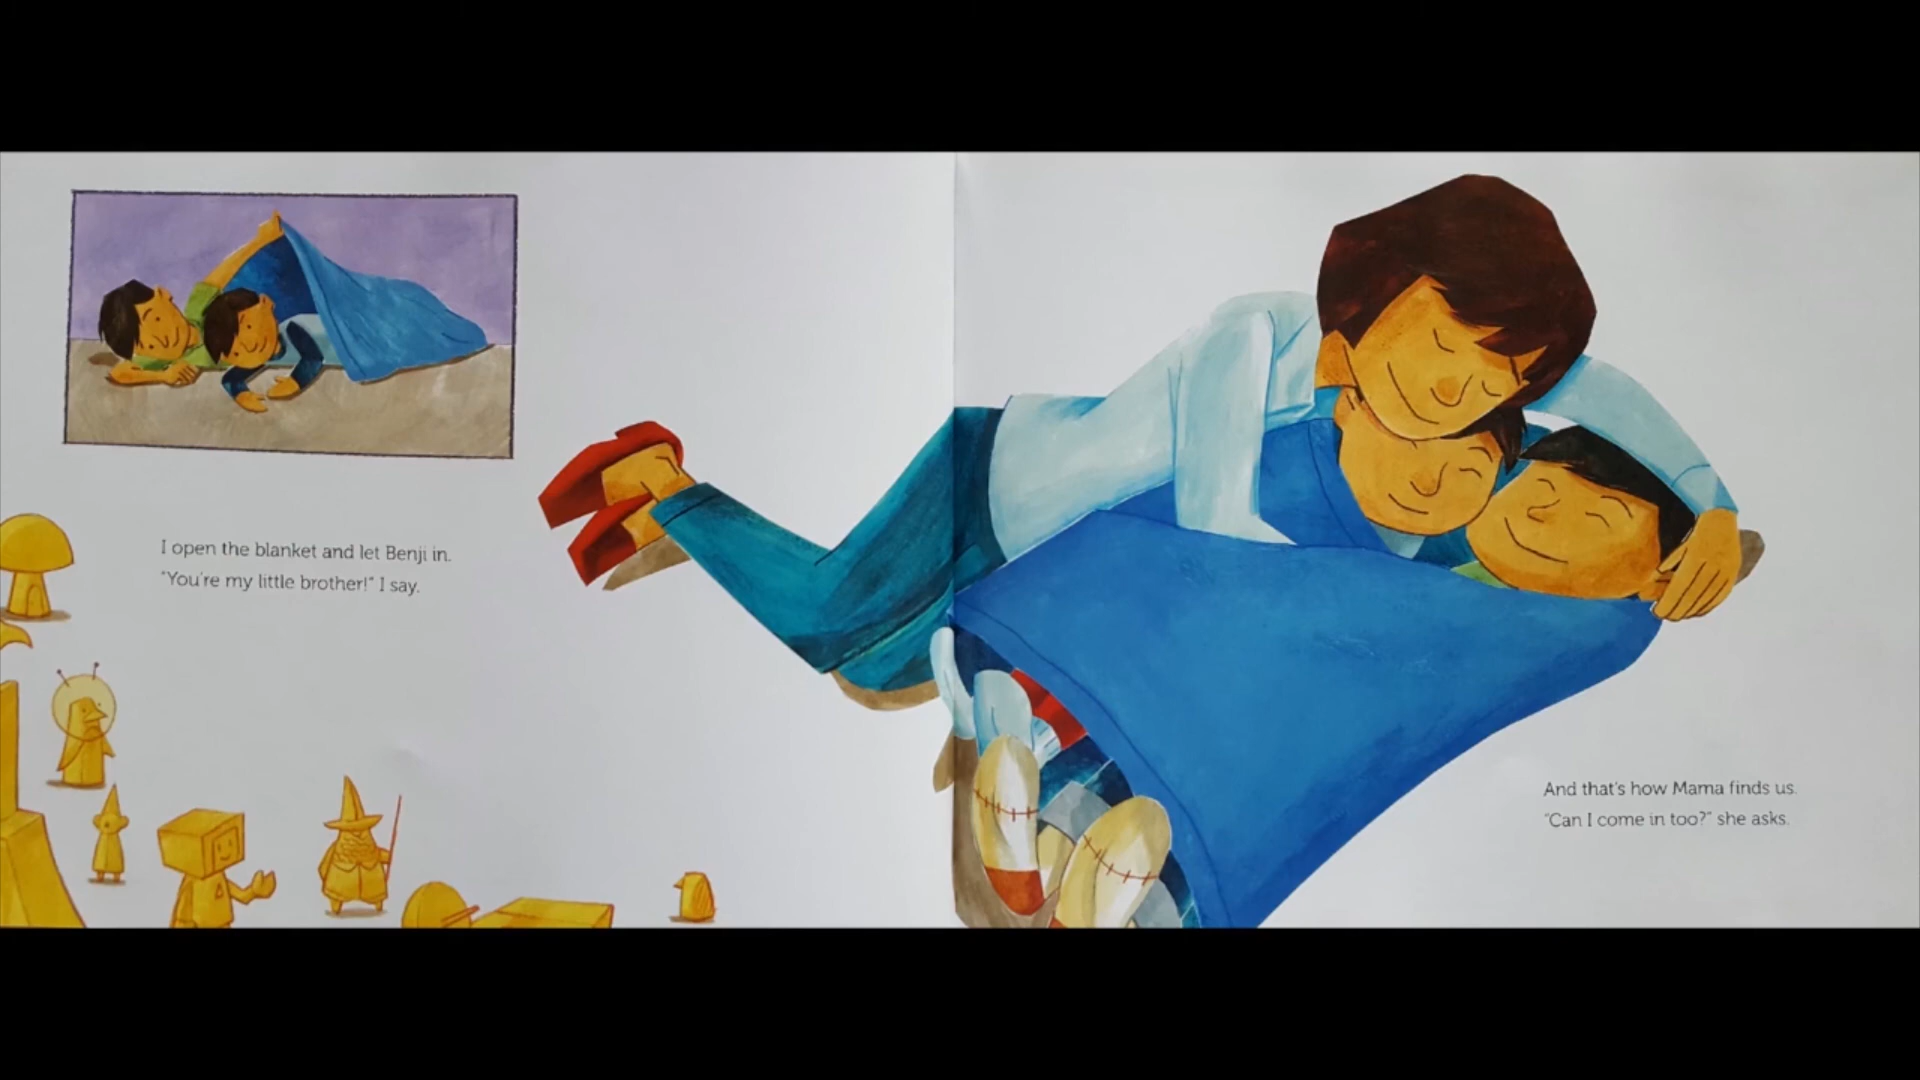 I open the blanket and let Benji in.
"You're my little brother!" I say.
And that's how Mama finds us.
"Can I come in too?" she asks.